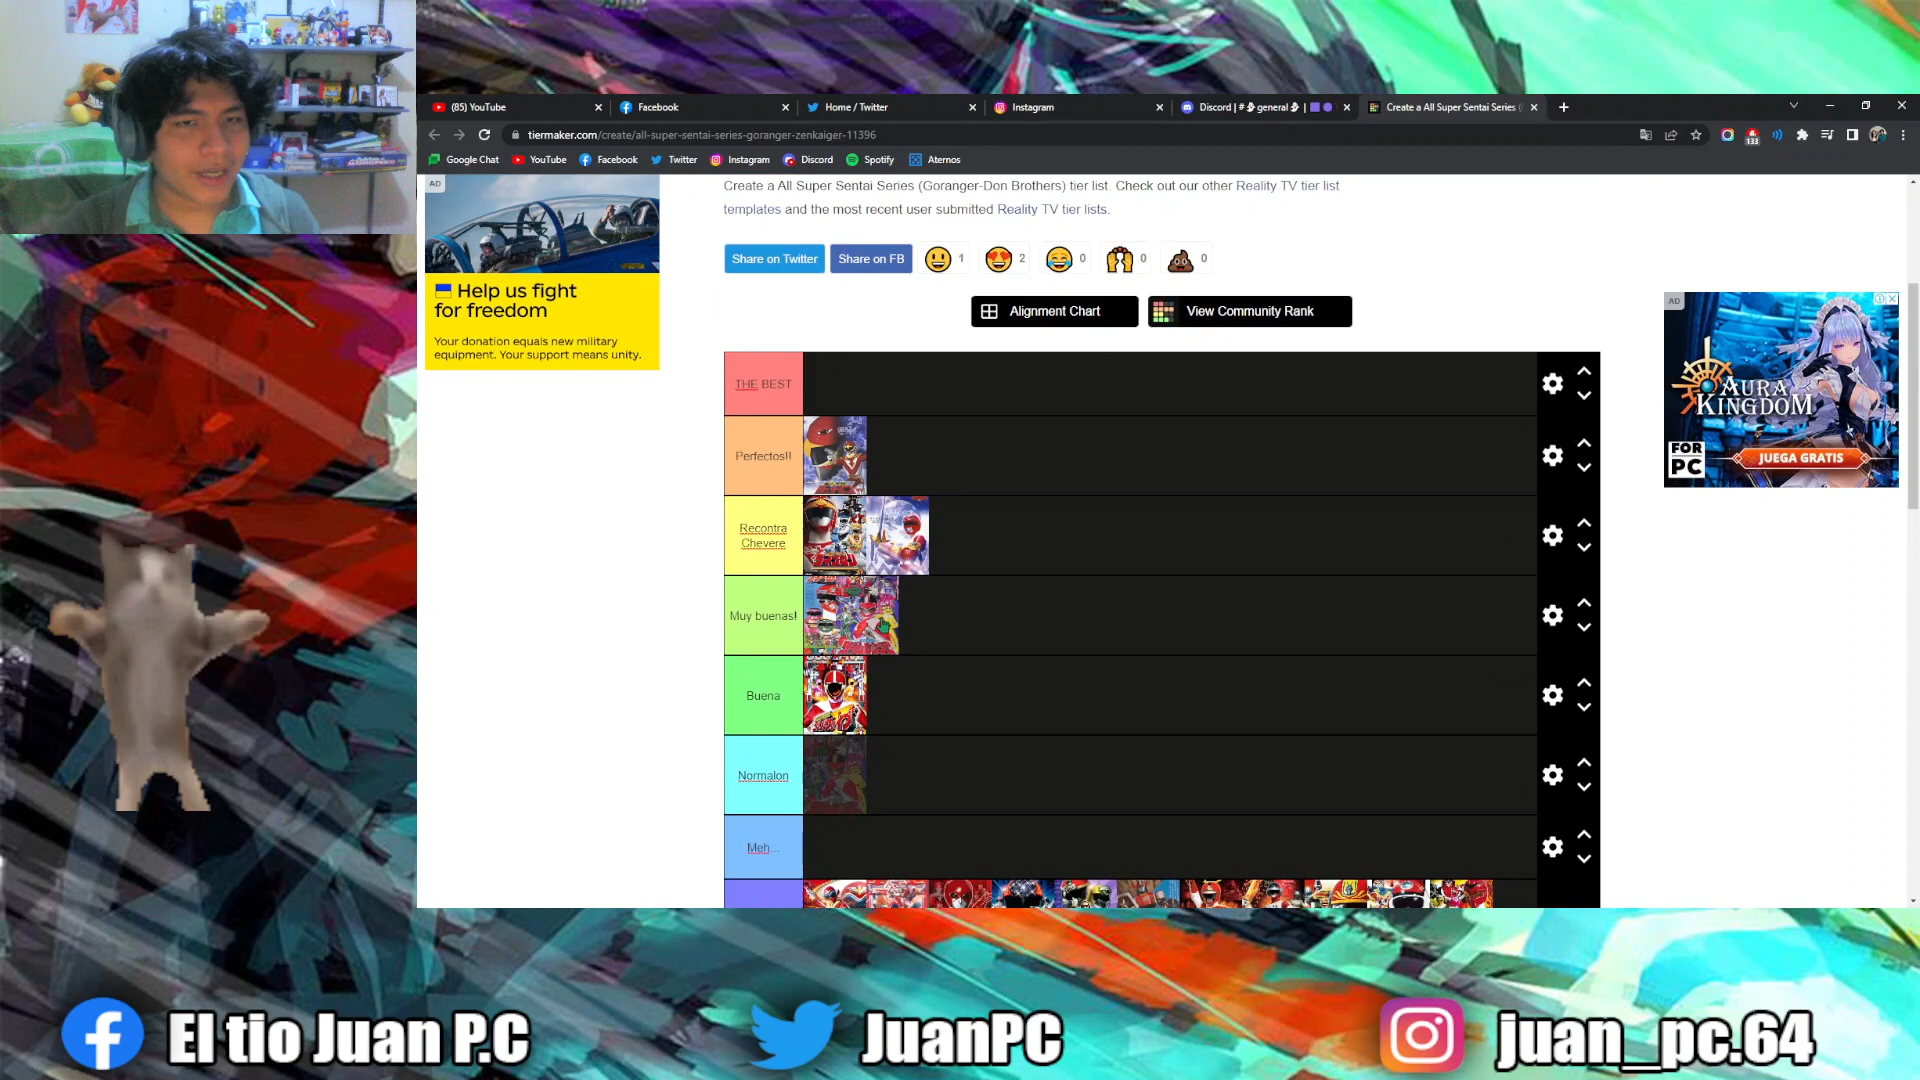 (85) YouTube
Facebook
Home / Twitter
Instagram
Discord | #
general
Create a All Super Sentai Series (
tiermaker.com/create/all-super-sentai-series-goranger-zenkaiger-11396
133
Google Chat
YouTube
Facebook
Twitter
Instagram
Discord
Spotify
Aternos
AD
Help us fight
for freedom
Your donation equals new military
equipment. Your support means unity.
Create a All Super Sentai Series (Goranger-Don Brothers) tier list. Check out our other Reality TV tier list
templates and the most recent user submitted Reality TV tier lists.
Share on Twitter
Share on FB
1
2
0
0
0
Alignment Chart
View Community Rank
AD
AURA
KINGDOM
FOR
PC
JUEGA GRATIS
THE BEST
Perfectos!!
Recontra
Chevere
Muy buenas!
Buena
Normalon
Meh...
El tio Juan P.C
JuanPC
juan_pc.64